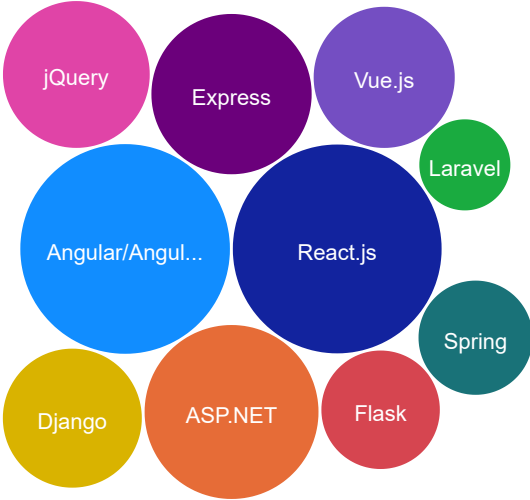 jQuery
Express
Vue.js
Laravel
Angular/Angul...
React.js
Spring
Django
ASP.NET
Flask